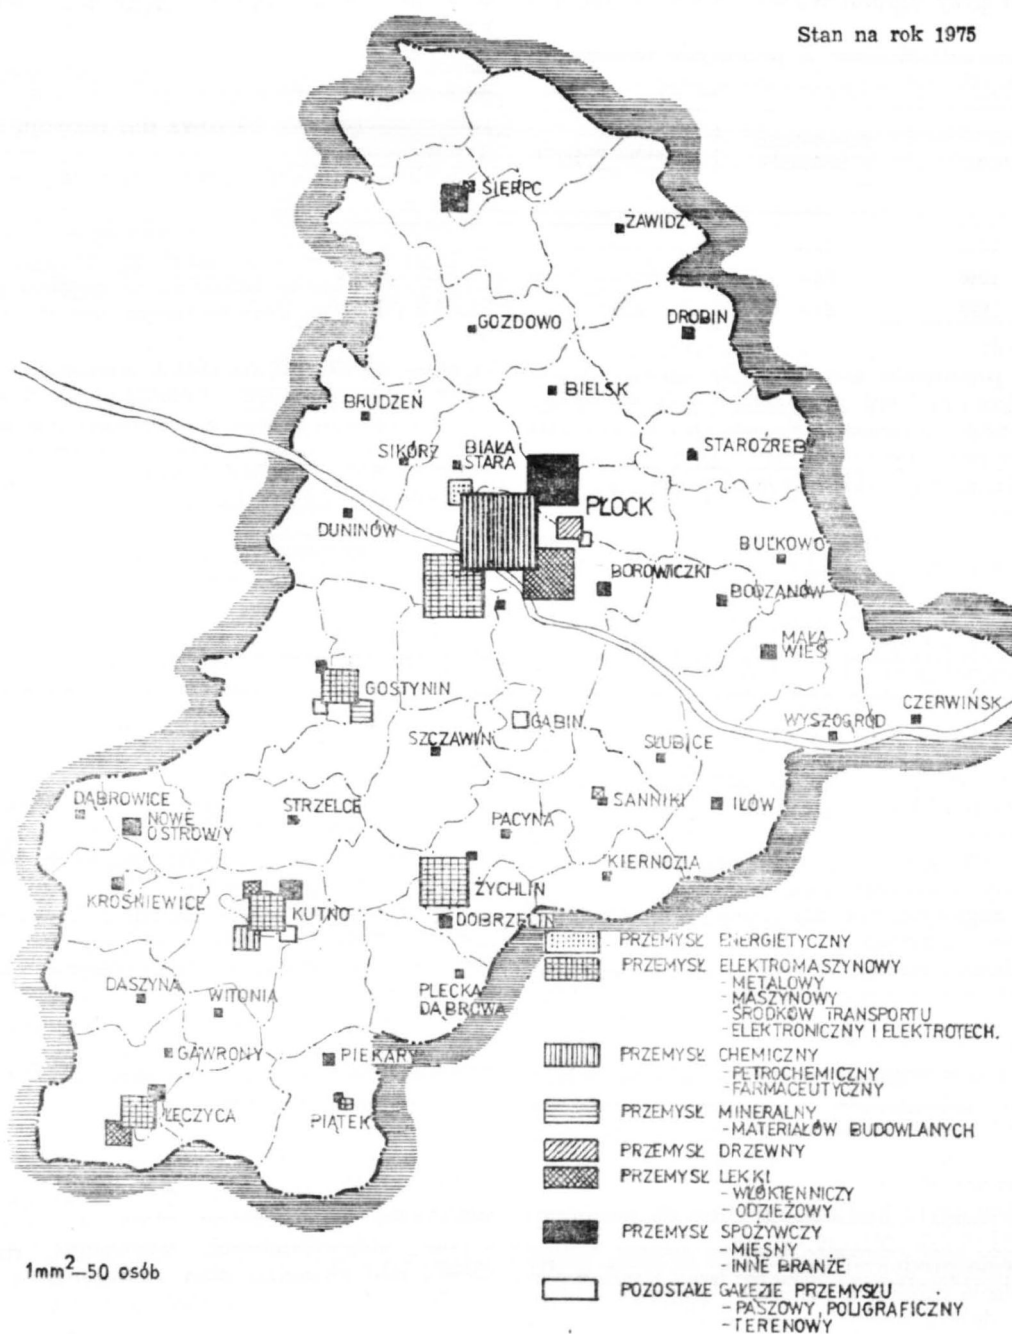 Stan na rok 1975
SIERPC
ZAWIDZ
GOZDOWO
DROBIN
BIELSK
BRUDZEŃ
SIKÓRZ
BIAŁA
STARA
STAROŹREBY
PŁOCK
DUNINÓW
BULKOWO
BOROWICZKI
BODZANÓW
MAŁA
WIEŚ
GOSTYNIN
CZERWIŃSK
GĄBIN
WYSZOGRÓD
SZCZAWIN
SŁUBICE
DĄBROWICE
NOWE
OSTROWY
STRZELCE
SANNIKI
IŁÓW
PACYNA
KIERNOZIA
KROŚNIEWICE
KUTNO
ŻYCHLIN
DOBRZELIN
DASZYNA
WITONIA
PLECKA
DĄBROWA
GAWRONY
PIEKARY
ŁĘCZYCA
PIĄTEK
PRZEMYSŁ ENERGIETYCZNY
PRZEMYSŁ ELEKTROMASZYNOWY
- METALOWY
- MASZYNOWY
- ŚRODKÓW TRANSPORTU
- ELEKTRONICZNY I ELEKTROTECH.
PRZEMYSŁ CHEMICZNY
- PETROCHEMICZNY
- FARMACEUTYCZNY
PRZEMYSŁ MINERALNY
- MATERIAŁÓW BUDOWLANYCH
PRZEMYSŁ DRZEWNY
PRZEMYSŁ LEKKI
- WŁÓKIENNICZY
- ODZIEŻOWY
PRZEMYSŁ SPOŻYWCZY
- MIĘSNY
- INNE BRANŻE
POZOSTAŁE GAŁĘZIE PRZEMYSŁU
- PASZOWY, POLIGRAFICZNY
- TERENOWY
1mm²—50 osób